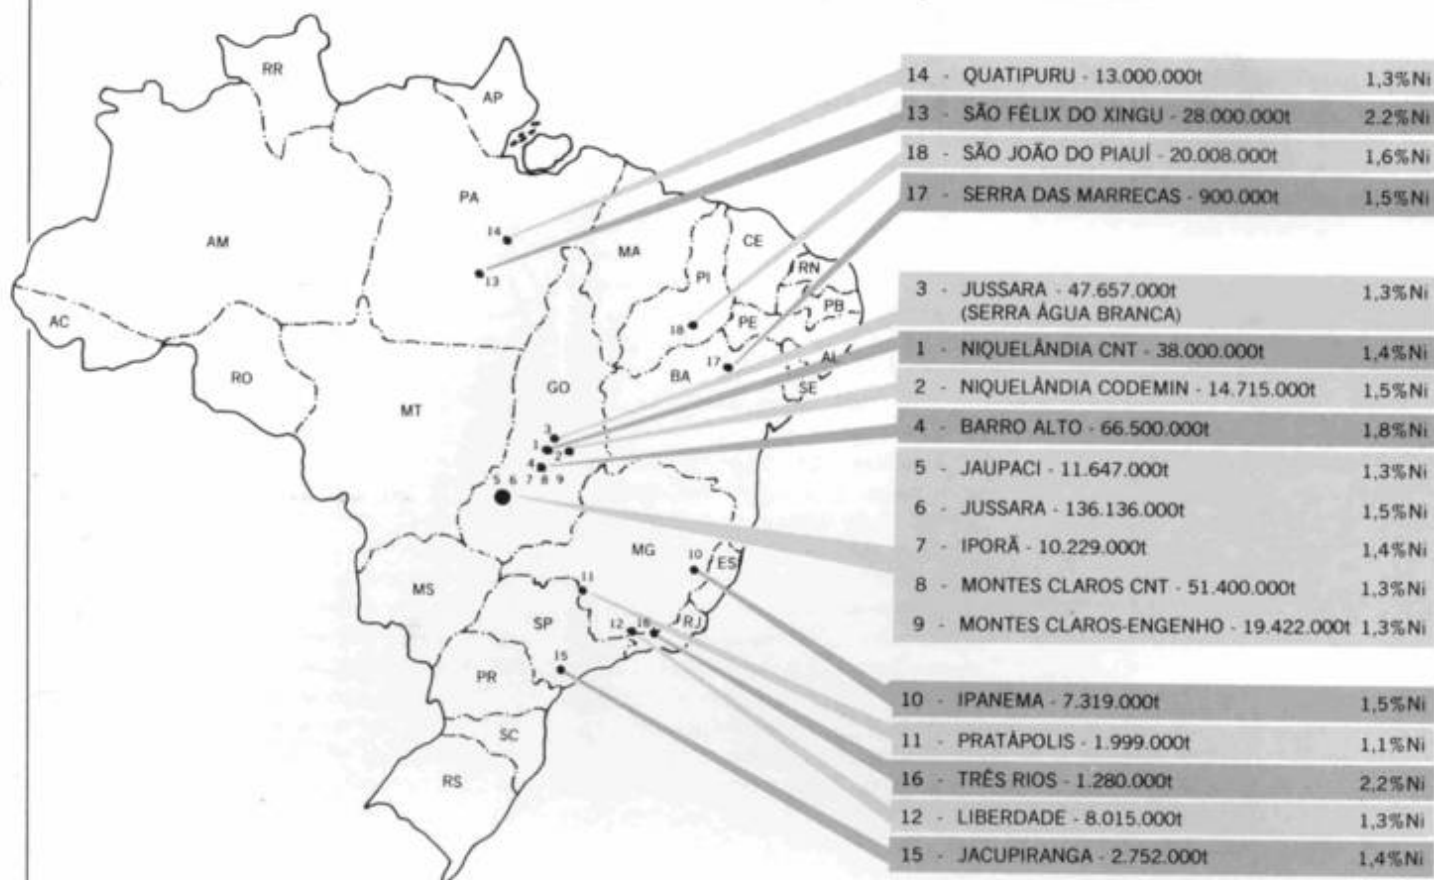 RR
AP
PA
AM
MA
CE
RN
PI
PB
PE
AC
AL
RO
BA
SE
GO
MT
MG
ES
MS
SP
RJ
PR
SC
RS
14
13
18
17
3
1
2
4
5 6 7 8 9
10
11
12
16
15
14 - QUATIPURU - 13.000.000t 1,3%Ni
13 - SÃO FÉLIX DO XINGU - 28.000.000t 2.2%Ni
18 - SÃO JOÃO DO PIAUÍ - 20.008.000t 1,6%Ni
17 - SERRA DAS MARRECAS - 900.000t 1,5%Ni
3 - JUSSARA - 47.657.000t 1,3%Ni
(SERRA ÁGUA BRANCA)
1 - NIQUELÂNDIA CNT - 38.000.000t 1,4%Ni
2 - NIQUELÂNDIA CODEMIN - 14.715.000t 1,5%Ni
4 - BARRO ALTO - 66.500.000t 1,8%Ni
5 - JAUPACI - 11.647.000t 1,3%Ni
6 - JUSSARA - 136.136.000t 1,5%Ni
7 - IPORÃ - 10.229.000t 1,4%Ni
8 - MONTES CLAROS CNT - 51.400.000t 1,3%Ni
9 - MONTES CLAROS-ENGENHO - 19.422.000t 1,3%Ni
10 - IPANEMA - 7.319.000t 1,5%Ni
11 - PRATÁPOLIS - 1.999.000t 1,1%Ni
16 - TRÊS RIOS - 1.280.000t 2,2%Ni
12 - LIBERDADE - 8.015.000t 1,3%Ni
15 - JACUPIRANGA - 2.752.000t 1,4%Ni